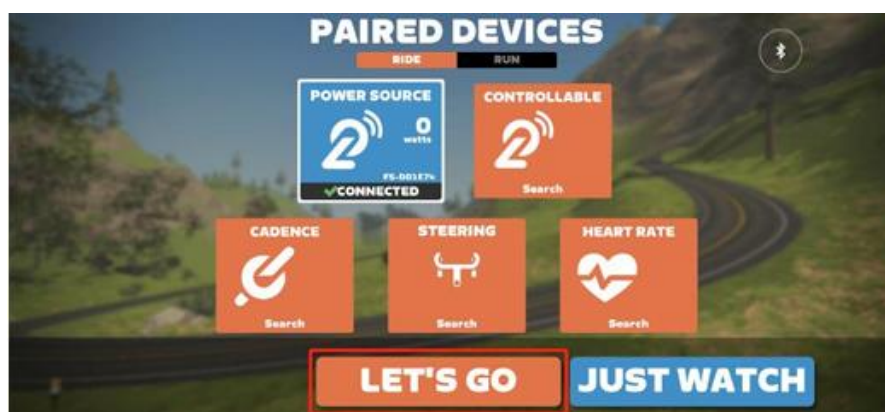 PAIRED DEVICES
RIDE
RUN
POWER SOURCE
0
watts
CONNECTED
CONTROLLABLE
Search
CADENCE
Search
STEERING
Search
HEART RATE
Search
LET'S GO
JUST WATCH